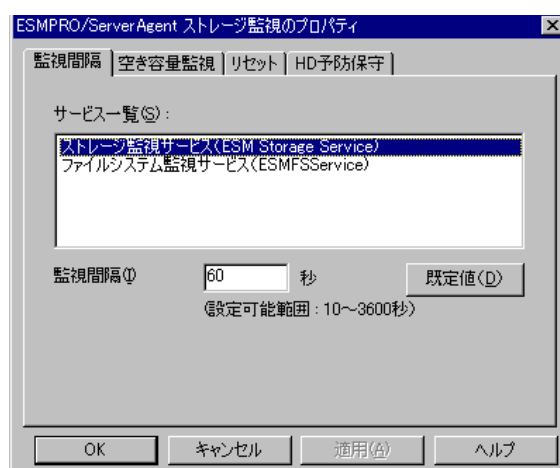 ESMPRO/ServerAgent ストレージ監視のプロパティ
監視間隔 空き容量監視 リセット HD予防保守
サービス一覧(S) :
ストレージ監視サービス(ESM Storage Service)
ファイルシステム監視サービス(ESMFSService)
監視間隔(I) 60 秒 既定値(D)
(設定可能範囲 : 10～3600秒)
OK キャンセル 適用(A) ヘルプ